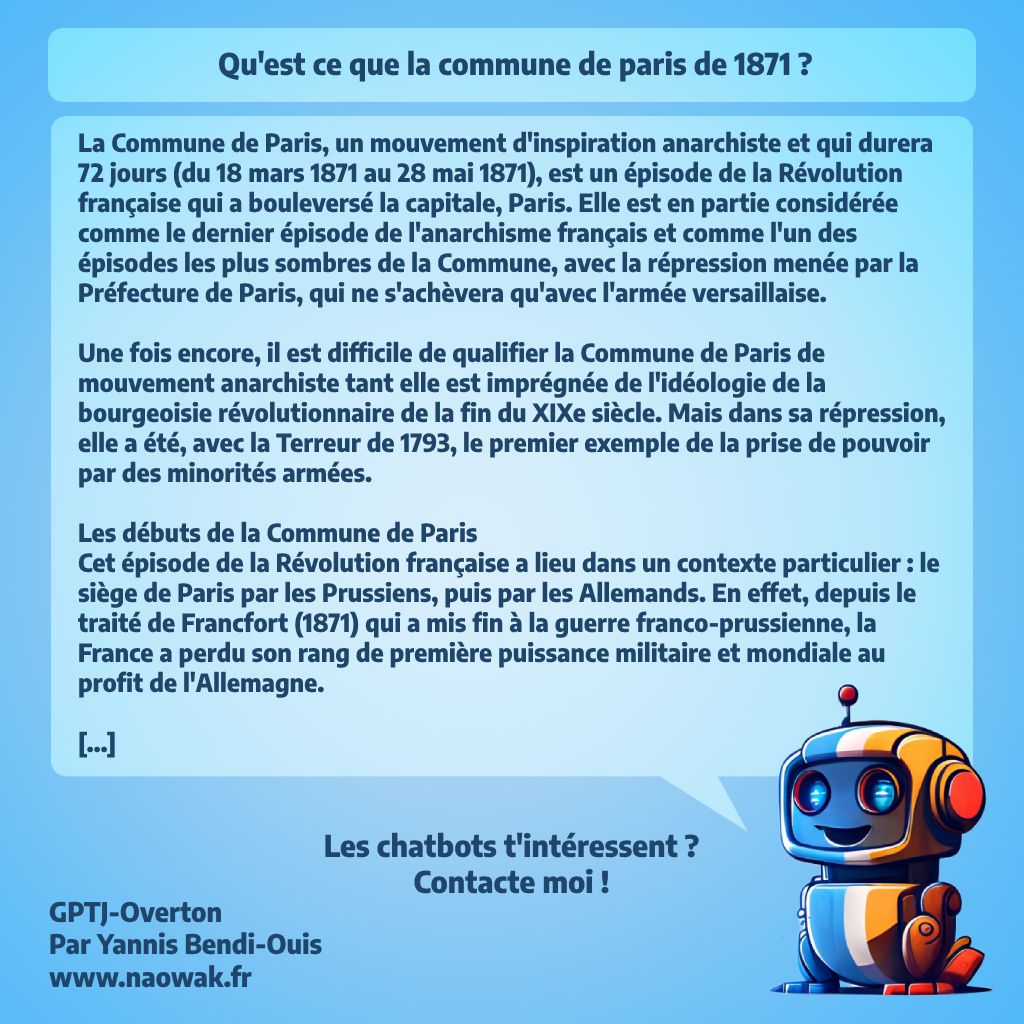 Qu'est ce que la commune de paris de 1871 ?
La Commune de Paris, un mouvement d'inspiration anarchiste et qui durera
72 jours (du 18 mars 1871 au 28 mai 1871), est un épisode de la Révolution
française qui a bouleversé la capitale, Paris. Elle est en partie considérée
comme le dernier épisode de l'anarchisme français et comme l'un des
épisodes les plus sombres de la Commune, avec la répression menée par la
Préfecture de Paris, qui ne s'achèvera qu'avec l'armée versaillaise.
Une fois encore, il est difficile de qualifier la Commune de Paris de
mouvement anarchiste tant elle est imprégnée de l'idéologie de la
bourgeoisie révolutionnaire de la fin du XIXe siècle. Mais dans sa répression,
elle a été, avec la Terreur de 1793, le premier exemple de la prise de pouvoir
par des minorités armées.
Les débuts de la Commune de Paris
Cet épisode de la Révolution française a lieu dans un contexte particulier : le
siège de Paris par les Prussiens, puis par les Allemands. En effet, depuis le
traité de Francfort (1871) qui a mis fin à la guerre franco-prussienne, la
France a perdu son rang de première puissance militaire et mondiale au
profit de l'Allemagne.
[...]
Les chatbots t'intéressent ?
Contacte moi !
GPTJ-Overton
Par Yannis Bendi-Ouis
www.naowak.fr